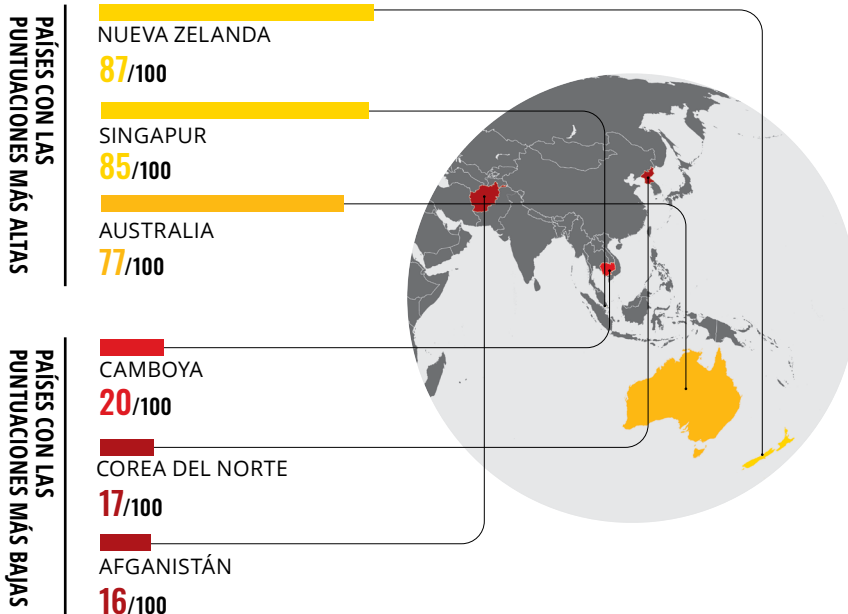 PAÍSES CON LAS
PUNTUACIONES MÁS ALTAS
NUEVA ZELANDA
87/100
SINGAPUR
85/100
AUSTRALIA
77/100
PAÍSES CON LAS
PUNTUACIONES MÁS BAJAS
CAMBOYA
20/100
COREA DEL NORTE
17/100
AFGANISTÁN
16/100